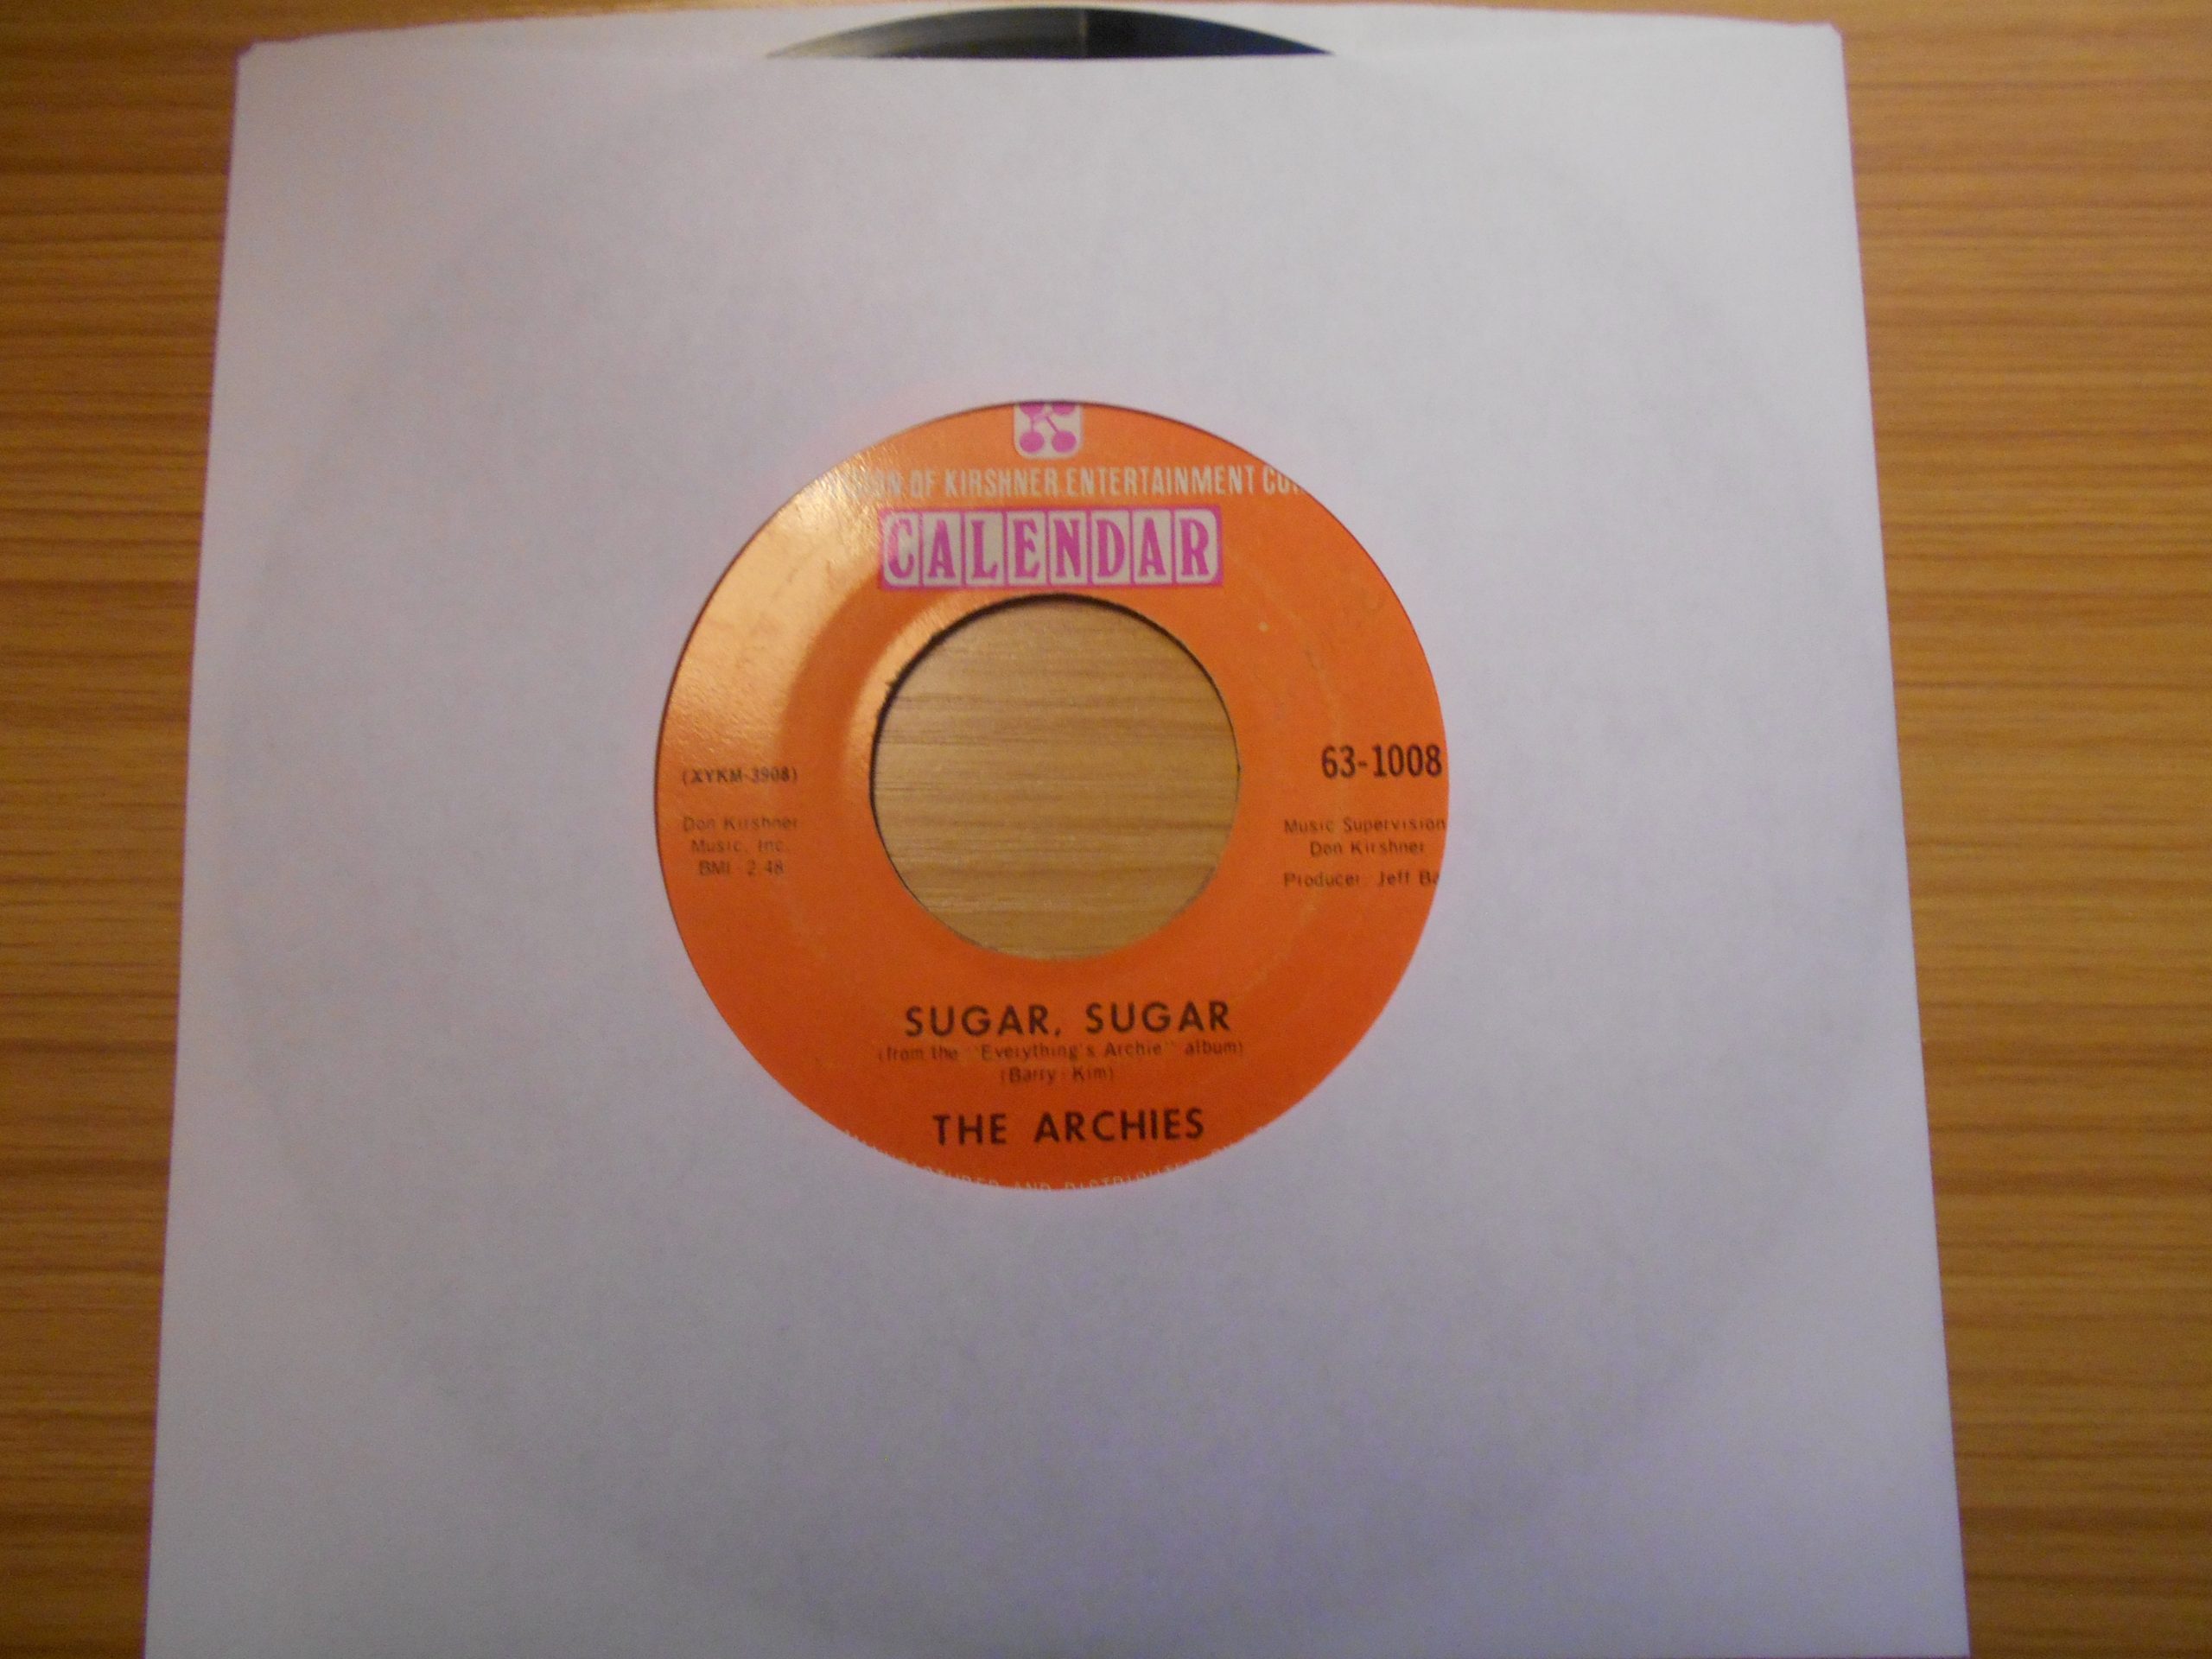 OF KIRSHNER ENTERTAINMENT
CALENDAR
(XYKM-3908)
Don Kirshner
Music, Inc.
BMI 2:48
63-1008
Music Supervision
Don Kirshner
Producer Jeff
SUGAR, SUGAR
(from the "Everything's Archie" album)
(Barry - Kim)
THE ARCHIES
AND